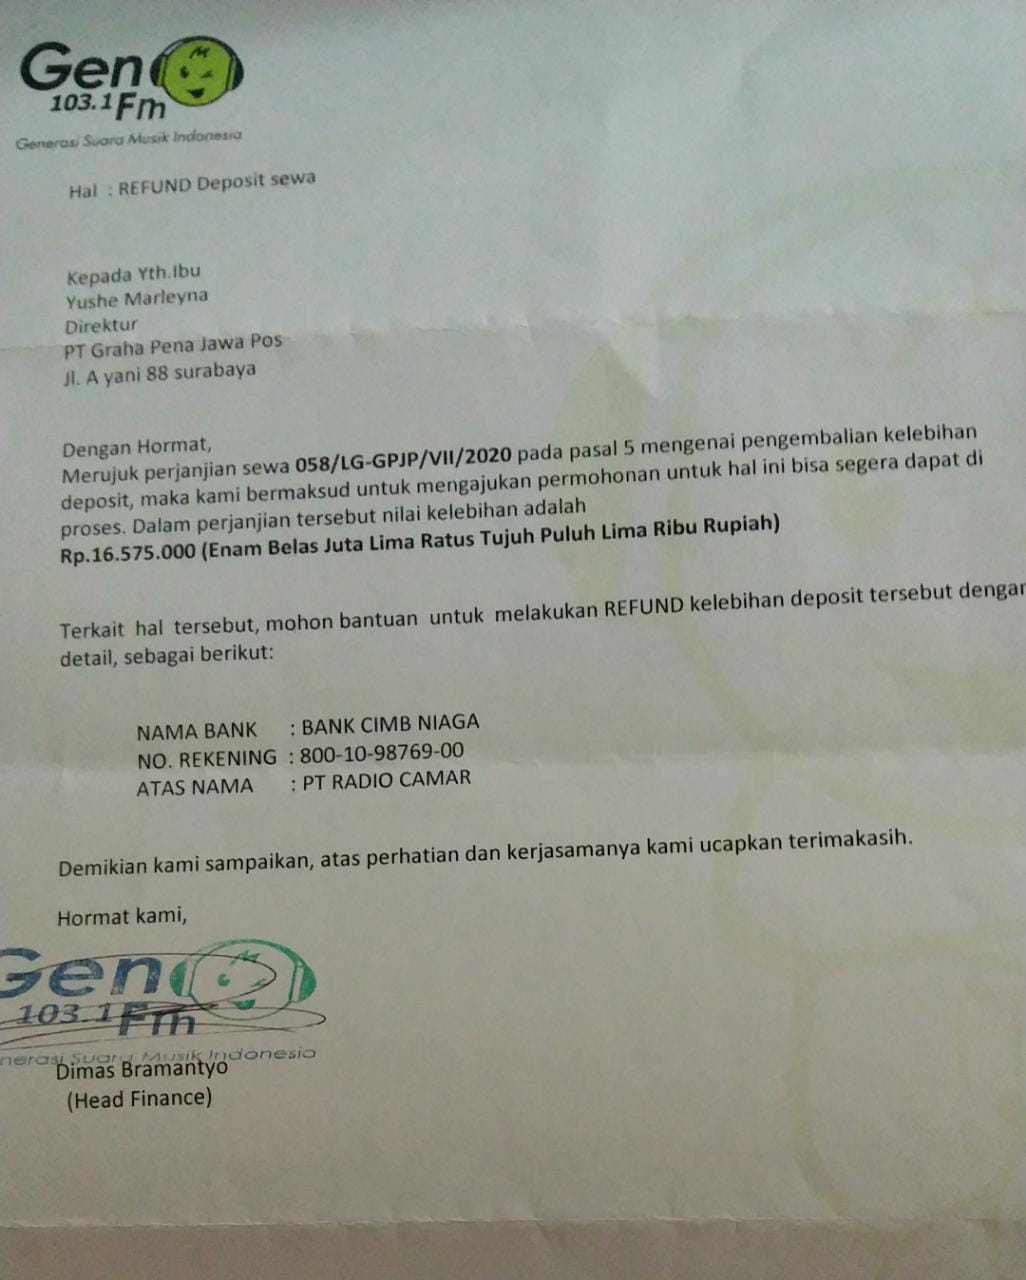 Gen
103.1 Fm
Generasi Suara Musik Indonesia
Hal : REFUND Deposit sewa
Kepada Yth.Ibu
Yushe Marleyna
Direktur
PT Graha Pena Jawa Pos
Jl. A yani 88 surabaya
Dengan Hormat,
Merujuk perjanjian sewa 058/LG-GPJP/VII/2020 pada pasal 5 mengenai pengembalian kelebihan
deposit, maka kami bermaksud untuk mengajukan permohonan untuk hal ini bisa segera dapat di
proses. Dalam perjanjian tersebut nilai kelebihan adalah
Rp.16.575.000 (Enam Belas Juta Lima Ratus Tujuh Puluh Lima Ribu Rupiah)
Terkait hal tersebut, mohon bantuan untuk melakukan REFUND kelebihan deposit tersebut dengan
detail, sebagai berikut:
NAMA BANK : BANK CIMB NIAGA
NO. REKENING : 800-10-98769-00
ATAS NAMA : PT RADIO CAMAR
Demikian kami sampaikan, atas perhatian dan kerjasamanya kami ucapkan terimakasih.
Hormat kami,
Gen
103.1 Fm
nerasi Suara Musik Indonesia
Dimas Bramantyo
(Head Finance)